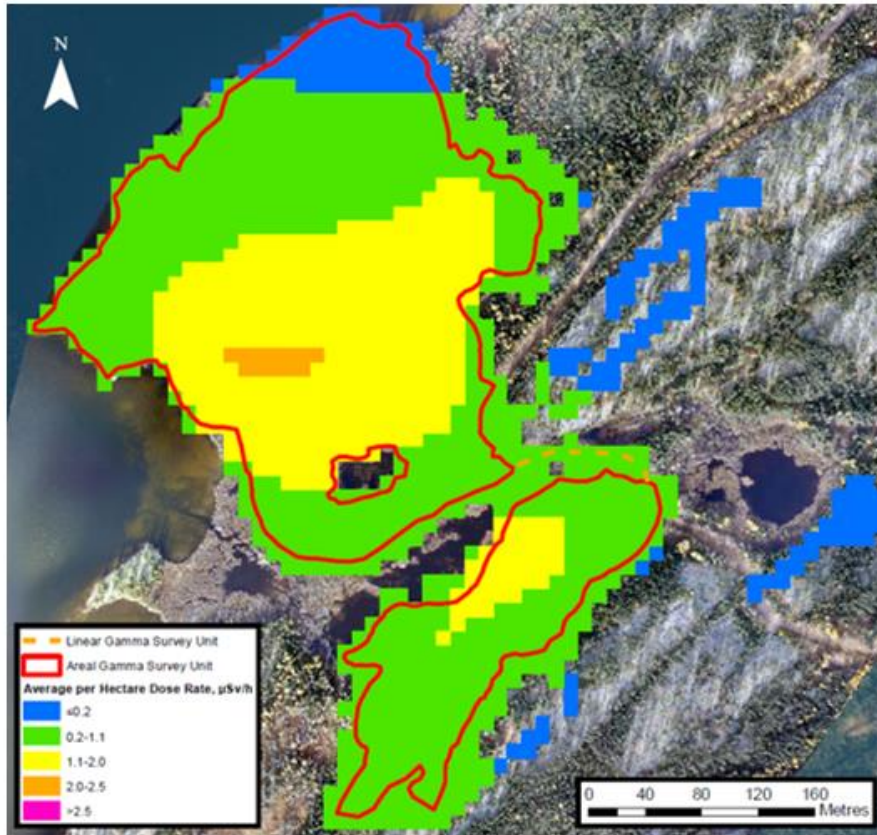 N
Linear Gamma Survey Unit
Areal Gamma Survey Unit
Average per Hectare Dose Rate, µSv/h
≤0.2
0.2-1.1
1.1-2.0
2.0-2.5
>2.5
0 40 80 120 160
Metres